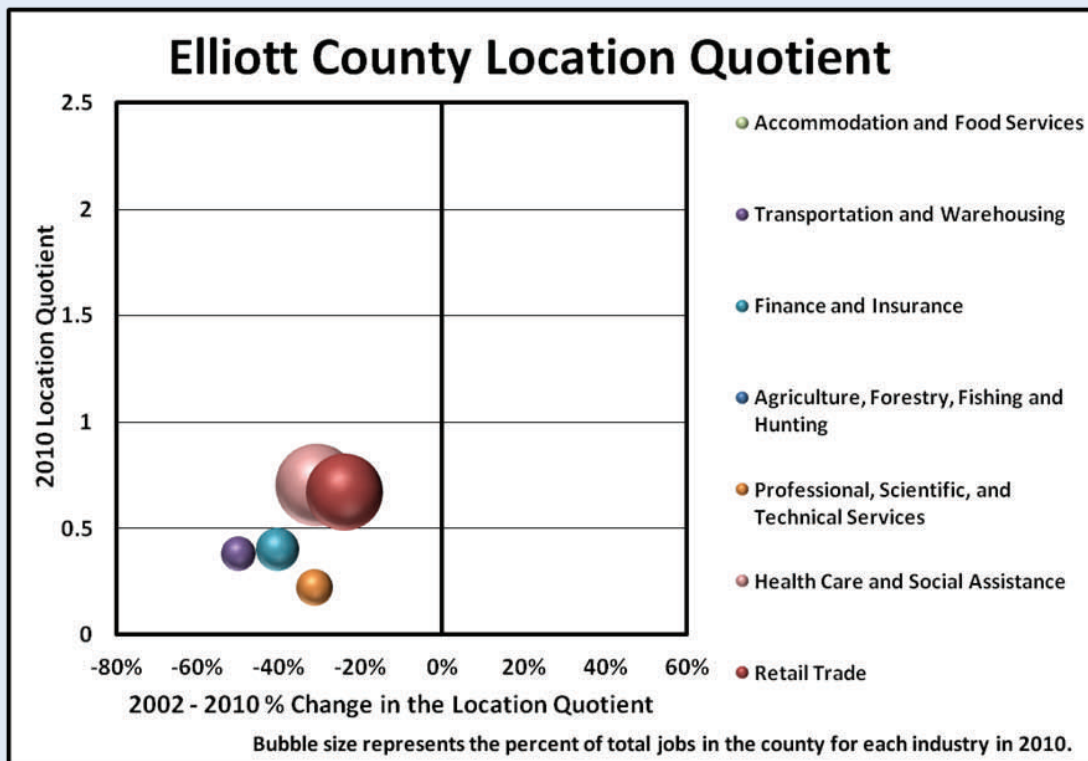 Elliott County Location Quotient
2.5
2
1.5
1
0.5
0
2010 Location Quotient
-80%
-60%
-40%
-20%
0%
20%
40%
60%
2002 - 2010 % Change in the Location Quotient
Accommodation and Food Services
Transportation and Warehousing
Finance and Insurance
Agriculture, Forestry, Fishing and
Hunting
Professional, Scientific, and
Technical Services
Health Care and Social Assistance
Retail Trade
Bubble size represents the percent of total jobs in the county for each industry in 2010.